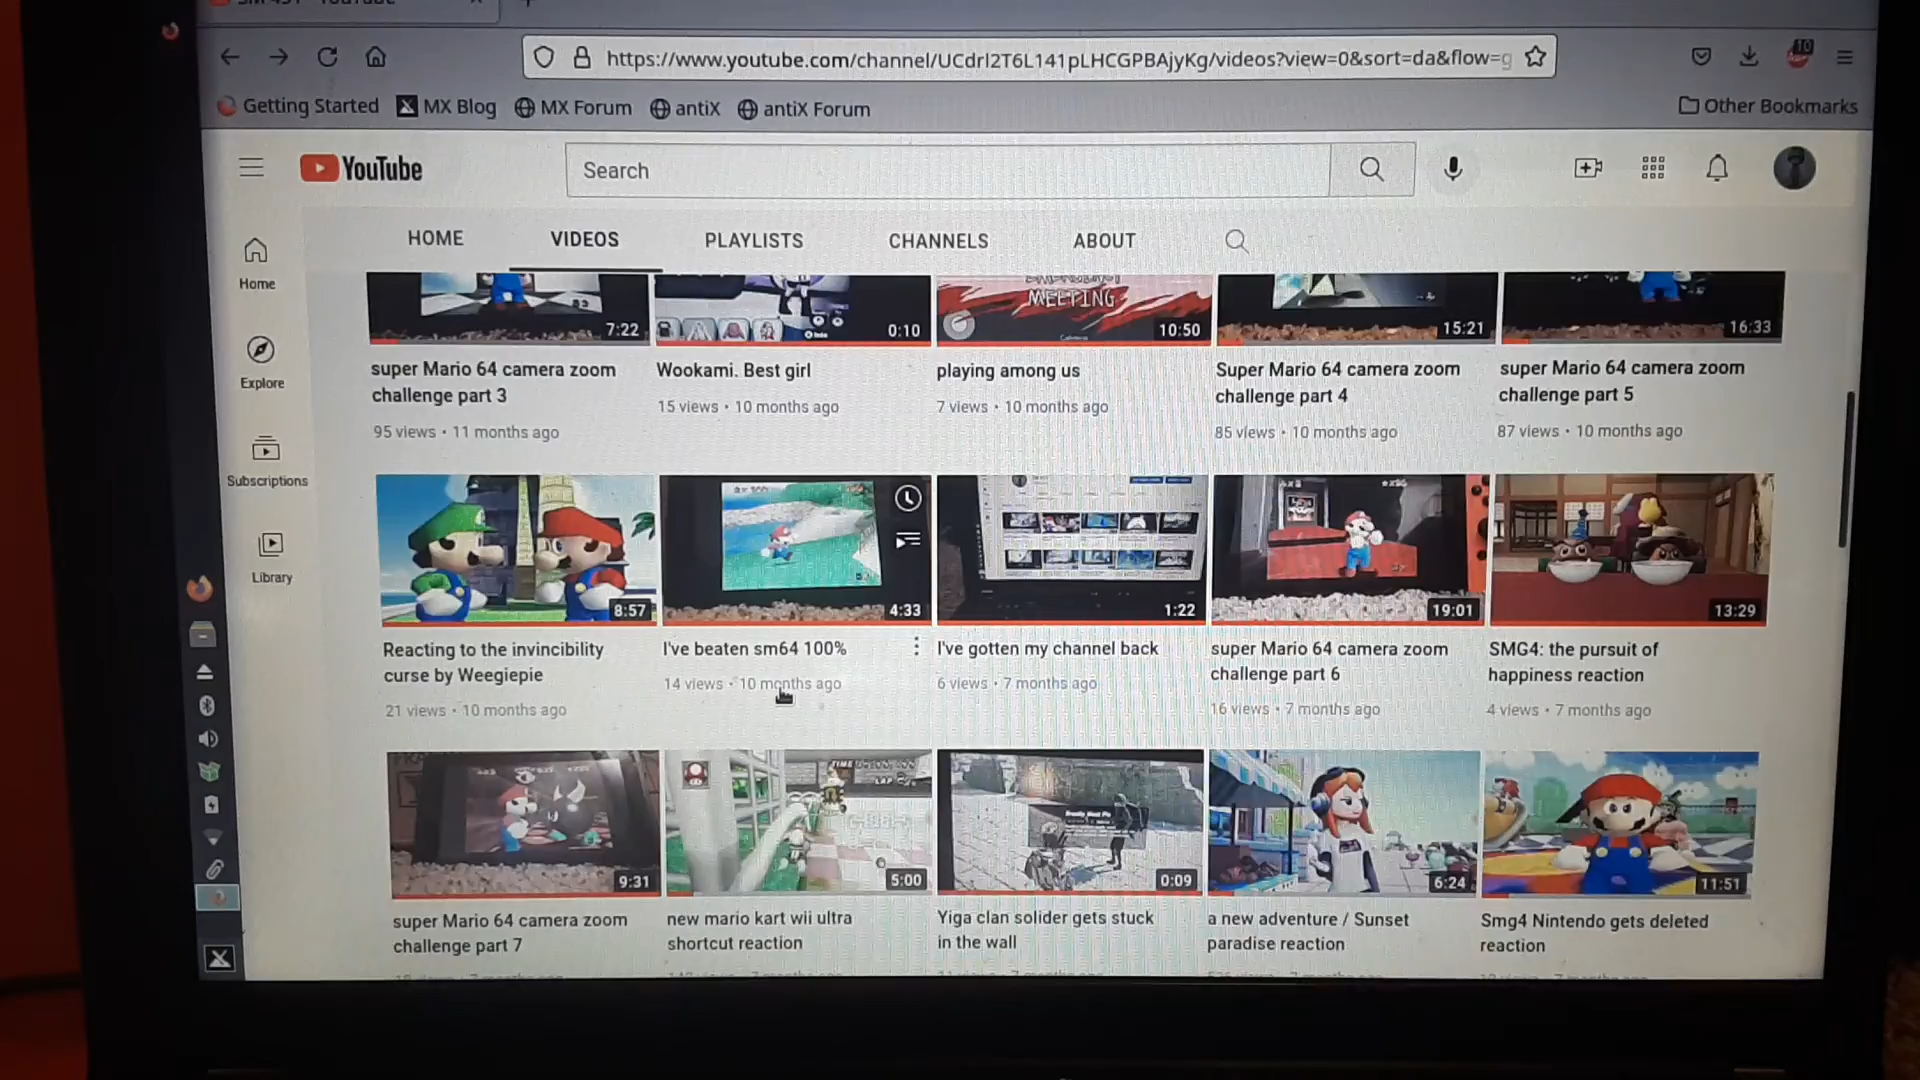 https://www.youtube.com/channel/UCdrl2T6L141pLHCGPBAjyKg/videos?view=0&sort=da&flow=g
10
Getting Started
MX Blog
MX Forum
antiX
antiX Forum
Other Bookmarks
YouTube
Search
HOME
VIDEOS
PLAYLISTS
CHANNELS
ABOUT
Home
Explore
Subscriptions
Library
MEETING
7:22
0:10
10:50
15:21
16:33
super Mario 64 camera zoom
challenge part 3
95 views • 11 months ago
Wookami. Best girl
15 views • 10 months ago
playing among us
7 views • 10 months ago
Super Mario 64 camera zoom
challenge part 4
85 views • 10 months ago
super Mario 64 camera zoom
challenge part 5
87 views • 10 months ago
8:57
4:33
1:22
19:01
13:29
Reacting to the invincibility
curse by Weegiepie
21 views • 10 months ago
I've beaten sm64 100%
14 views • 10 months ago
I've gotten my channel back
6 views • 7 months ago
super Mario 64 camera zoom
challenge part 6
16 views • 7 months ago
SMG4: the pursuit of
happiness reaction
4 views • 7 months ago
TIME
LAP
9:31
5:00
0:09
6:24
11:51
super Mario 64 camera zoom
challenge part 7
new mario kart wii ultra
shortcut reaction
Yiga clan solider gets stuck
in the wall
a new adventure / Sunset
paradise reaction
Smg4 Nintendo gets deleted
reaction